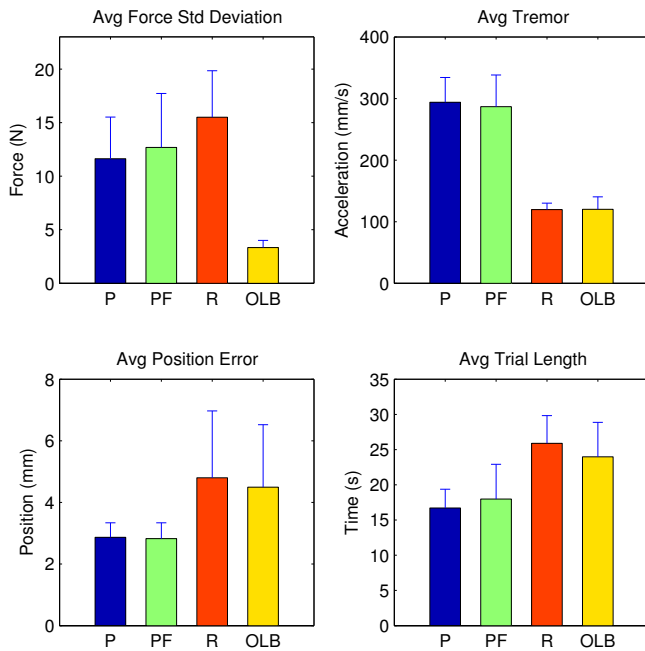 Avg Force Std Deviation
Force (N)
20
15
10
5
0
P PF R OLB
Avg Tremor
Acceleration (mm/s)
400
300
200
100
0
P PF R OLB
Avg Position Error
Position (mm)
8
6
4
2
0
P PF R OLB
Avg Trial Length
Time (s)
35
30
25
20
15
10
5
0
P PF R OLB